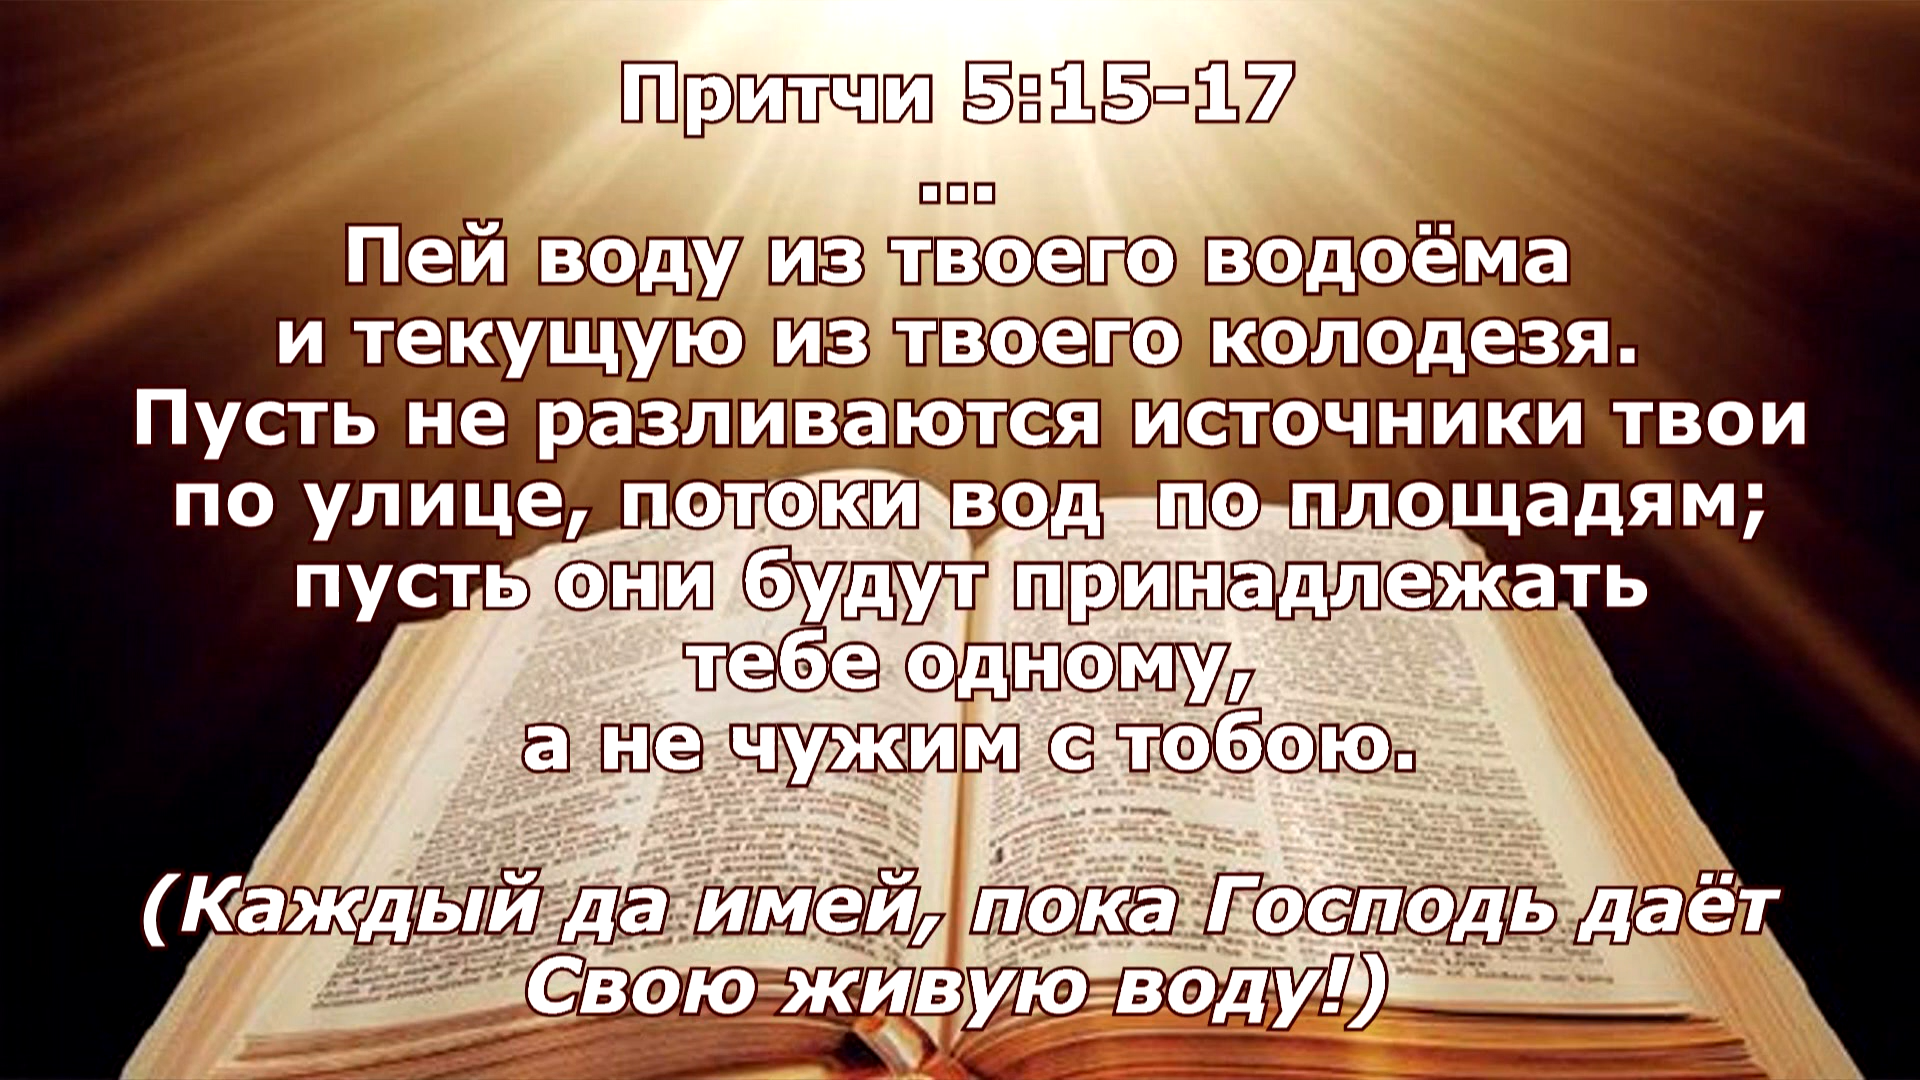 Притчи 5:15-17
...
Пей воду из твоего водоёма
и текущую из твоего колодезя.
Пусть не разливаются источники твои
по улице, потоки вод по площадям;
пусть они будут принадлежать
тебе одному,
а не чужим с тобою.
(Каждый да имей, пока Господь даёт
Свою живую воду!)